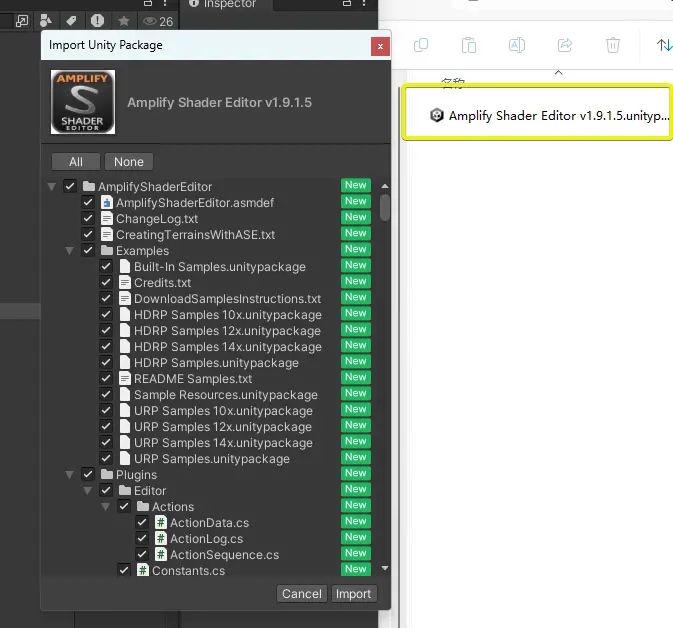 Inspector
26
Import Unity Package
x
AMPLIFY
S
SHADER
EDITOR
Amplify Shader Editor v1.9.1.5
All
None
AmplifyShaderEditor New
AmplifyShaderEditor.asmdef New
ChangeLog.txt New
CreatingTerrainsWithASE.txt New
Examples New
Built-In Samples.unitypackage New
Credits.txt New
DownloadSamplesInstructions.txt New
HDRP Samples 10x.unitypackage New
HDRP Samples 12x.unitypackage New
HDRP Samples 14x.unitypackage New
HDRP Samples.unitypackage New
README Samples.txt New
Sample Resources.unitypackage New
URP Samples 10x.unitypackage New
URP Samples 12x.unitypackage New
URP Samples 14x.unitypackage New
URP Samples.unitypackage New
Plugins New
Editor New
Actions New
ActionData.cs New
ActionLog.cs New
ActionSequence.cs New
Constants.cs New
Cancel
Import
名称
Amplify Shader Editor v1.9.1.5.unityp...